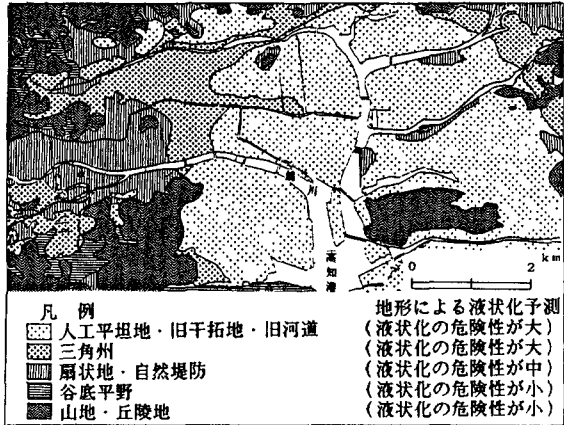 鏡川
高知港
0 2
km
凡 例 地形による液状化予測
人工平坦地・旧干拓地・旧河道 (液状化の危険性が大)
三角州 (液状化の危険性が大)
扇状地・自然堤防 (液状化の危険性が中)
谷底平野 (液状化の危険性が小)
山地・丘陵地 (液状化の危険性が小)